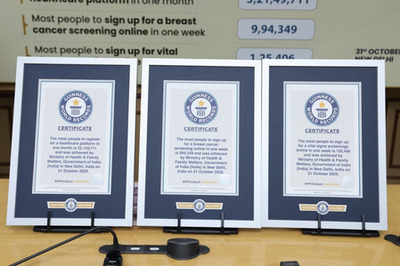 healthcare platform in one month
3,21,49,711
Most people to sign up for a breast
cancer screening online in one week
9,94,349
Most people to sign up for vital
1,25,406
31ST OCTOBER
NEW DELHI
GUINNESS WORLD RECORDS
CERTIFICATE
The most people to register
for a healthcare platform in
one month is 32,149,711
and was achieved by
Ministry of Health & Family
Welfare, Government of India
(India) in New Delhi, India on
31 October 2025.
OFFICIALLY AMAZING
GUINNESS WORLD RECORDS
CERTIFICATE
The most people to sign up
for a breast cancer
screening online in one week
is 994,349 and was achieved
by Ministry of Health & Family
Welfare, Government of India
(India) in New Delhi, India
on 31 October 2025.
OFFICIALLY AMAZING
GUINNESS WORLD RECORDS
CERTIFICATE
The most people to sign up
for a vital signs screenings
online in one week is 125,406
and was achieved by
Ministry of Health & Family
Welfare, Government of India
(India) in New Delhi, India
on 31 October 2025.
OFFICIALLY AMAZING